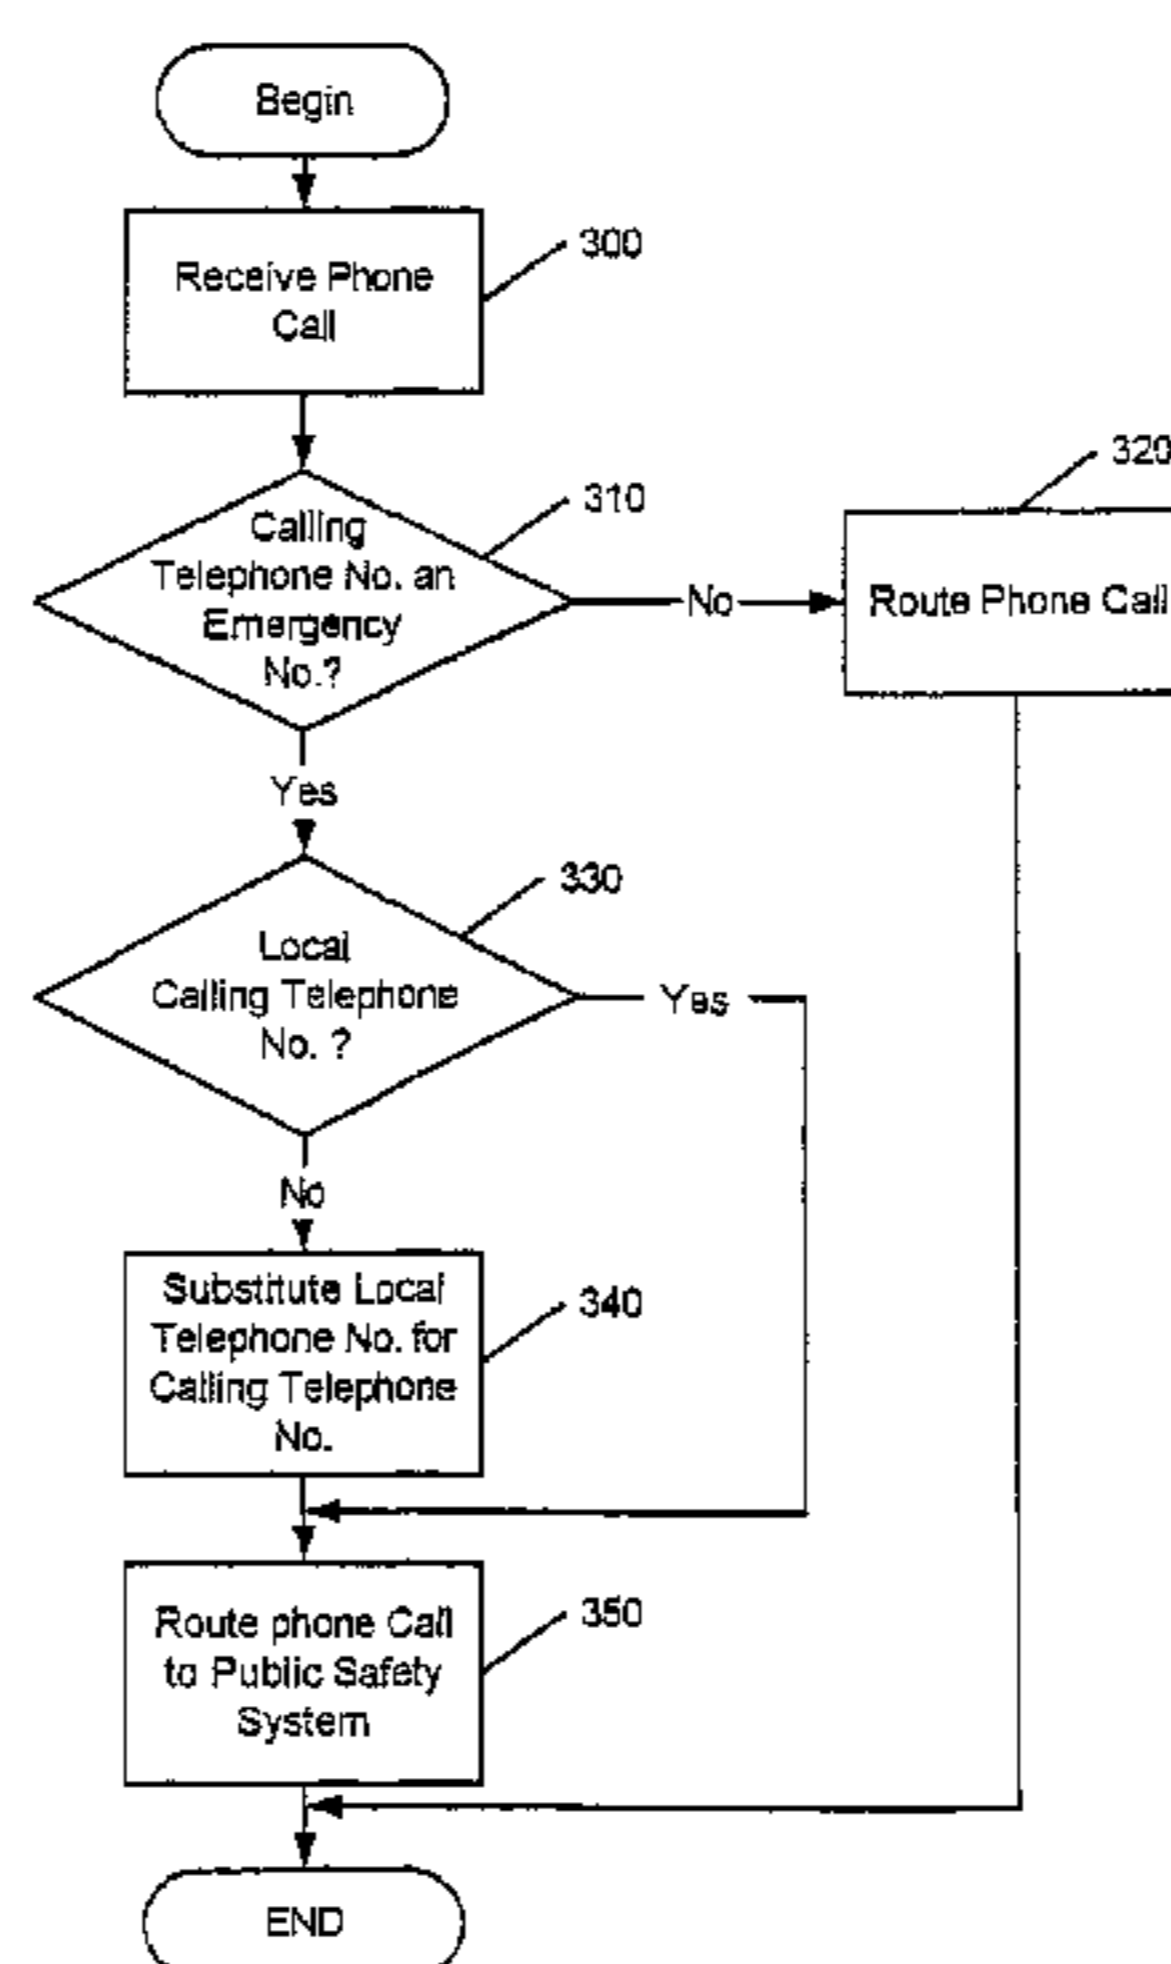 Begin
300
Receive Phone
Call
310
Calling
Telephone No. an
Emergency
No.?
No
320
Route Phone Call
Yes
330
Local
Calling Telephone
No. ?
Yes
No
340
Substitute Local
Telephone No. for
Calling Telephone
No.
350
Route phone Call
to Public Safety
System
END